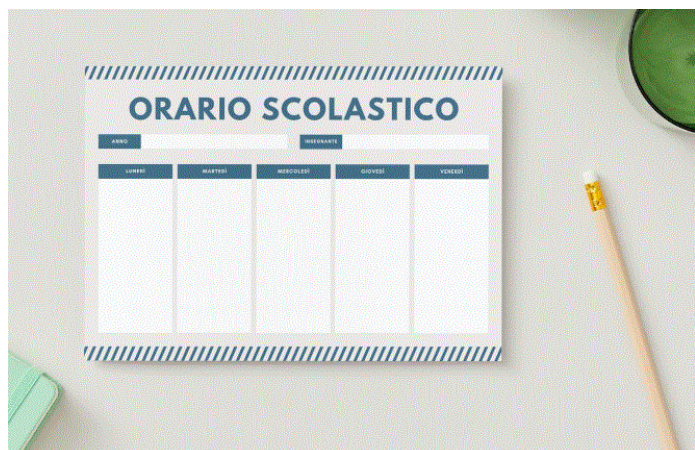 ORARIO SCOLASTICO
ANNO INSEGNANTE
LUNEDÌ MARTEDÌ MERCOLEDÌ GIOVEDÌ VENERDÌ